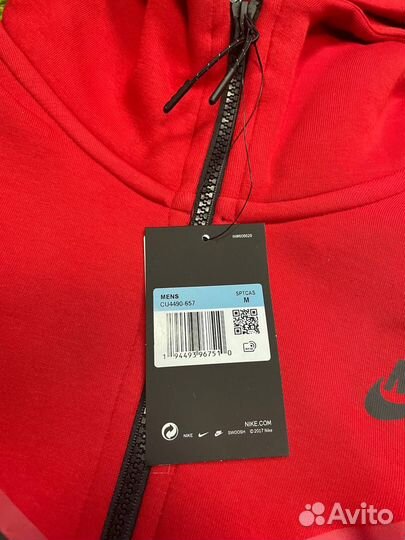 MENS
SPTCAS
CU4490-657
M
1 94493 96751 0
NIKE.COM
NIKE
SWOOSH
©2017 Nike
Avito